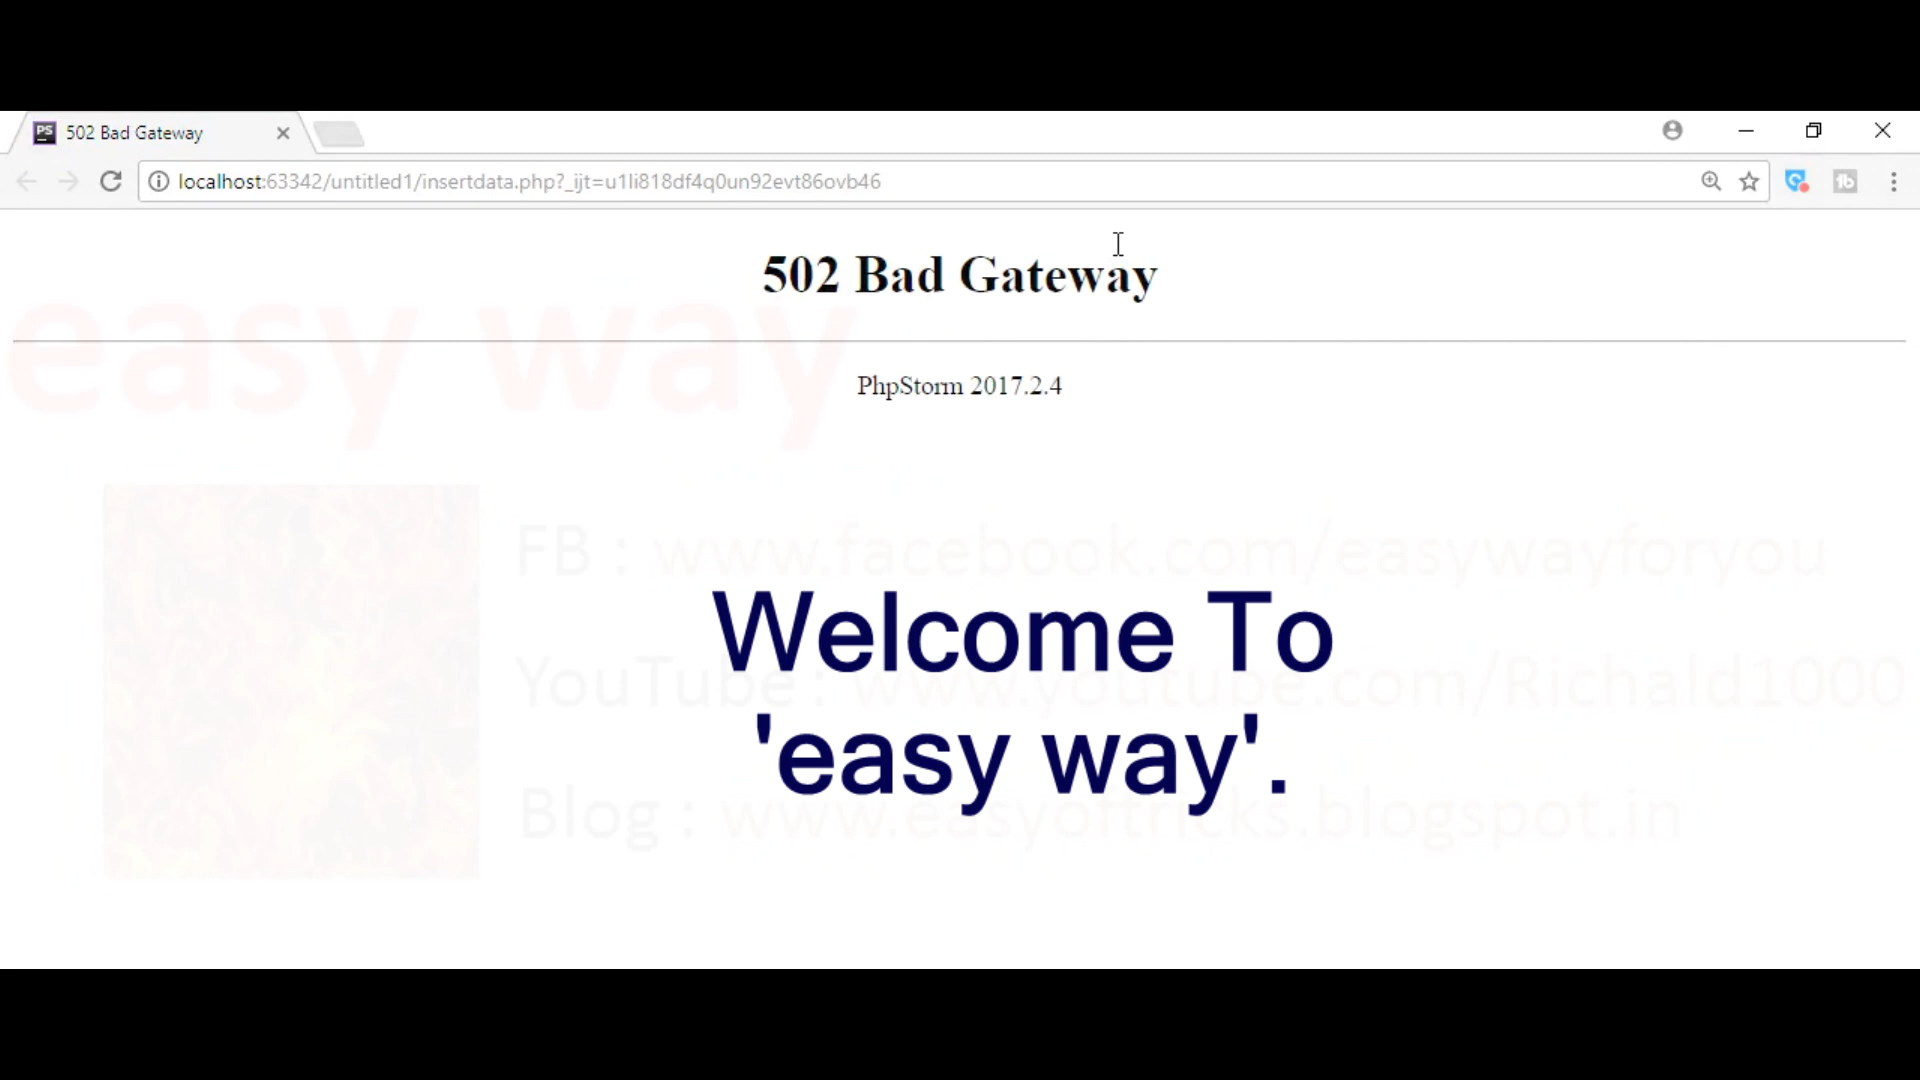 PS 502 Bad Gateway
localhost:63342/untitled1/insertdata.php?_ijt=u1li818df4q0un92evt86ovb46
502 Bad Gateway
easy way
PhpStorm 2017.2.4
FB : www.facebook.com/easywayforyou
Welcome To
YouTube : www.youtube.com/Richald1000
'easy way'.
Blog : www.easyoftricks.blogspot.in